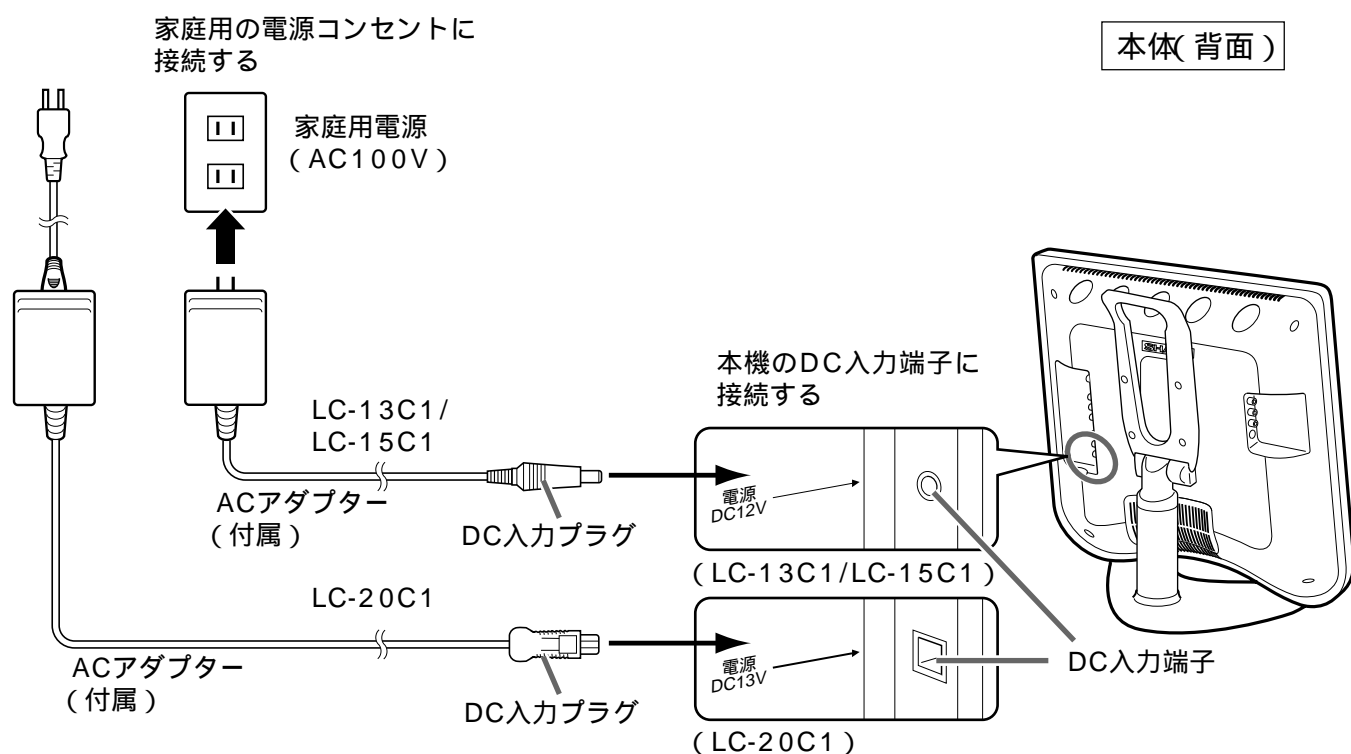 家庭用の電源コンセントに
接続する
本体(背面)
家庭用電源
(AC100V)
本機のDC入力端子に
接続する
LC-13C1/
LC-15C1
ACアダプター
(付属)
DC入力プラグ
電源
DC12V
(LC-13C1/LC-15C1)
LC-20C1
ACアダプター
(付属)
DC入力プラグ
電源
DC13V
(LC-20C1)
DC入力端子